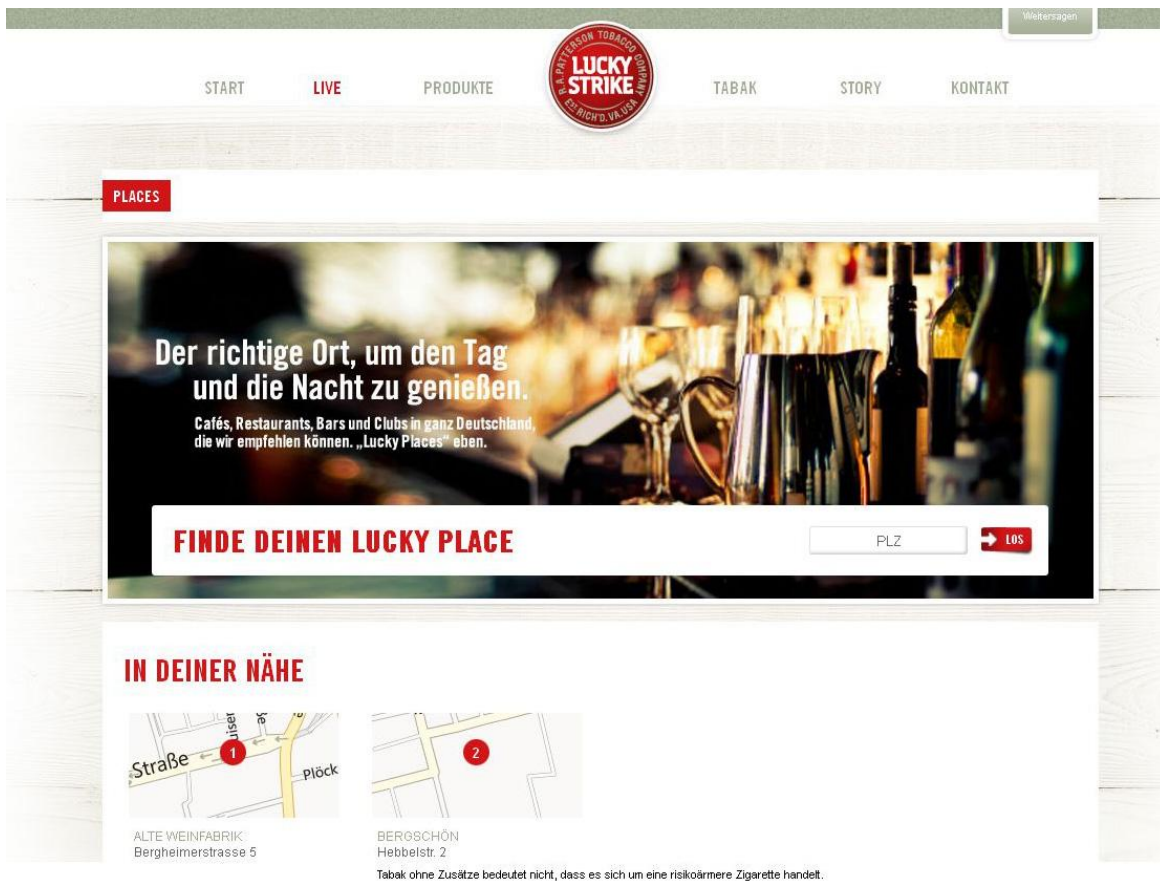 Weitersagen
START LIVE PRODUKTE TABAK STORY KONTAKT
R.A. PATTERSON TOBACCO COMPANY
LUCKY
STRIKE
EST. RICH'D, VA. USA
PLACES
Der richtige Ort, um den Tag
und die Nacht zu genießen.
Cafés, Restaurants, Bars und Clubs in ganz Deutschland,
die wir empfehlen können. „Lucky Places“ eben.
FINDE DEINEN LUCKY PLACE
PLZ
LOS
IN DEINER NÄHE
Straße
1
Plöck
2
ALTE WEINFABRIK
Bergheimerstrasse 5
BERGSCHÖN
Hebbelstr. 2
Tabak ohne Zusätze bedeutet nicht, dass es sich um eine risikoärmere Zigarette handelt.